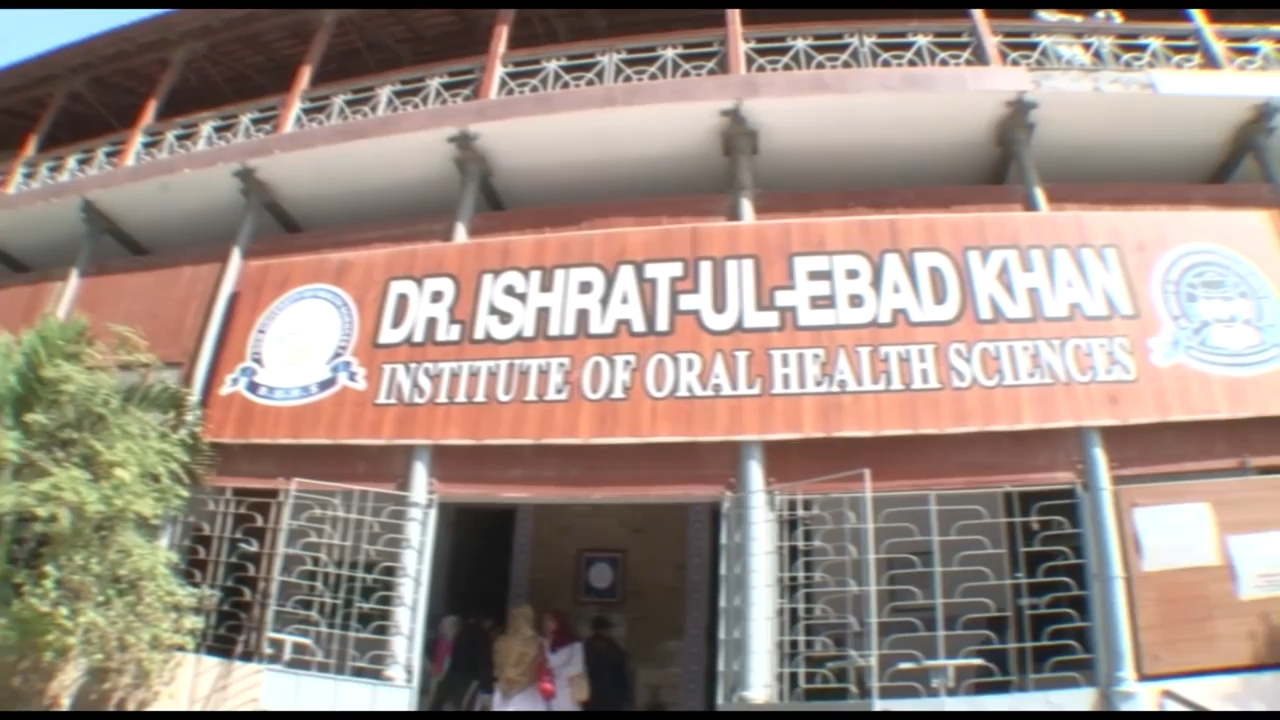 DR. ISHRAT-UL-EBAD KHAN
INSTITUTE OF ORAL HEALTH SCIENCES